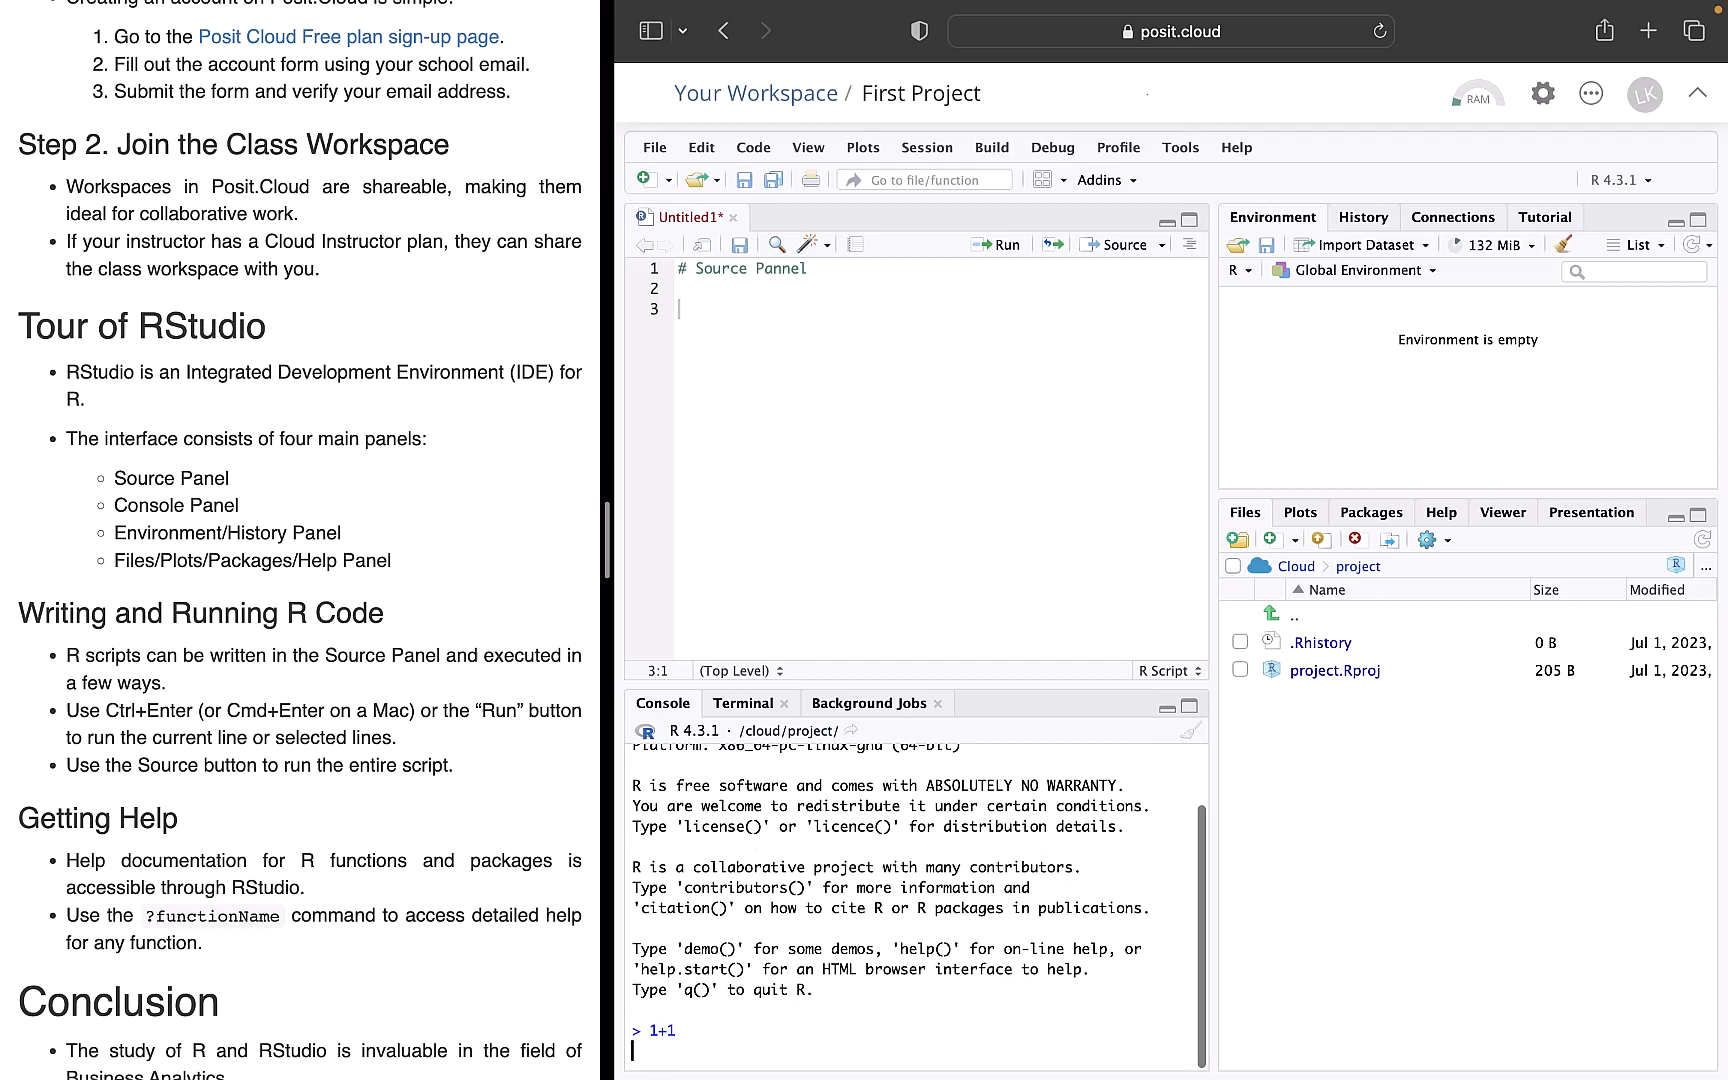 Creating an account on Posit.Cloud is simple:
1. Go to the Posit Cloud Free plan sign-up page.
2. Fill out the account form using your school email.
3. Submit the form and verify your email address.
Step 2. Join the Class Workspace
• Workspaces in Posit.Cloud are shareable, making them
ideal for collaborative work.
• If your instructor has a Cloud Instructor plan, they can share
the class workspace with you.
Tour of RStudio
• RStudio is an Integrated Development Environment (IDE) for
R.
• The interface consists of four main panels:
◦ Source Panel
◦ Console Panel
◦ Environment/History Panel
◦ Files/Plots/Packages/Help Panel
Writing and Running R Code
• R scripts can be written in the Source Panel and executed in
a few ways.
• Use Ctrl+Enter (or Cmd+Enter on a Mac) or the “Run” button
to run the current line or selected lines.
• Use the Source button to run the entire script.
Getting Help
• Help documentation for R functions and packages is
accessible through RStudio.
• Use the ?functionName command to access detailed help
for any function.
Conclusion
• The study of R and RStudio is invaluable in the field of
Business Analytics.
posit.cloud
Your Workspace / First Project
RAM
LK
File Edit Code View Plots Session Build Debug Profile Tools Help
Go to file/function Addins R 4.3.1
Untitled1*
Run Source
1 # Source Pannel
2
3
3:1 (Top Level) R Script
Console Terminal Background Jobs
R 4.3.1 · /cloud/project/
Platform: x86_64-pc-linux-gnu (64-bit)
R is free software and comes with ABSOLUTELY NO WARRANTY.
You are welcome to redistribute it under certain conditions.
Type 'license()' or 'licence()' for distribution details.
R is a collaborative project with many contributors.
Type 'contributors()' for more information and
'citation()' on how to cite R or R packages in publications.
Type 'demo()' for some demos, 'help()' for on-line help, or
'help.start()' for an HTML browser interface to help.
Type 'q()' to quit R.
> 1+1
Environment History Connections Tutorial
Import Dataset 132 MiB List
R Global Environment
Environment is empty
Files Plots Packages Help Viewer Presentation
Cloud project ...
Name Size Modified
..
.Rhistory 0 B Jul 1, 2023,
project.Rproj 205 B Jul 1, 2023,